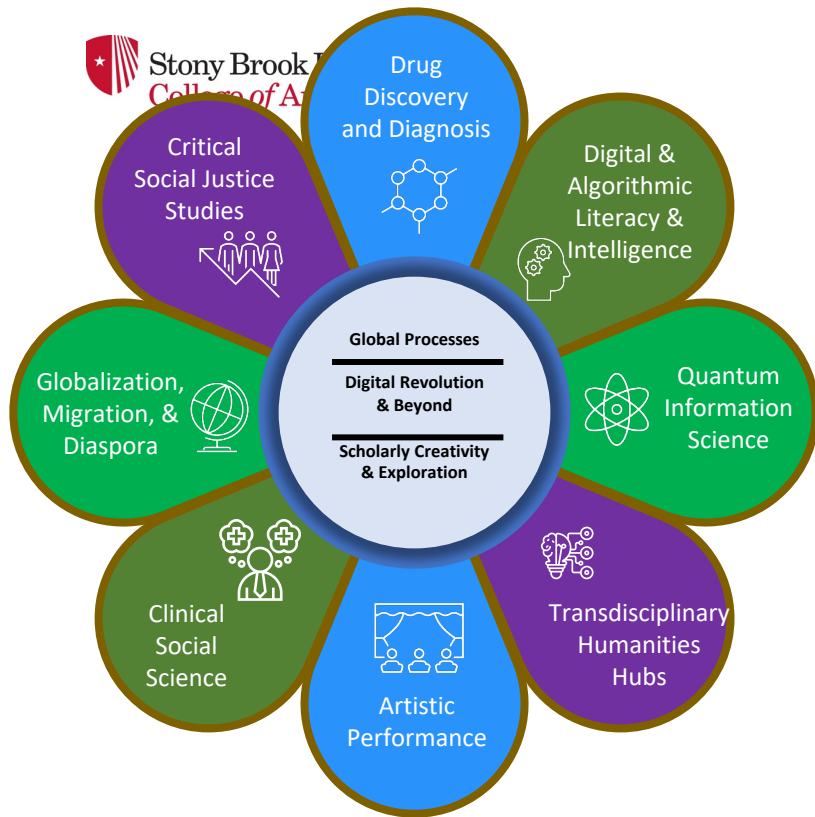 Stony Brook
College of
Drug
Discovery
and Diagnosis
Digital &
Algorithmic
Literacy &
Intelligence
Quantum
Information
Science
Transdisciplinary
Humanities
Hubs
Artistic
Performance
Clinical
Social
Science
Globalization,
Migration, &
Diaspora
Critical
Social Justice
Studies
Global Processes
Digital Revolution
& Beyond
Scholarly Creativity
& Exploration